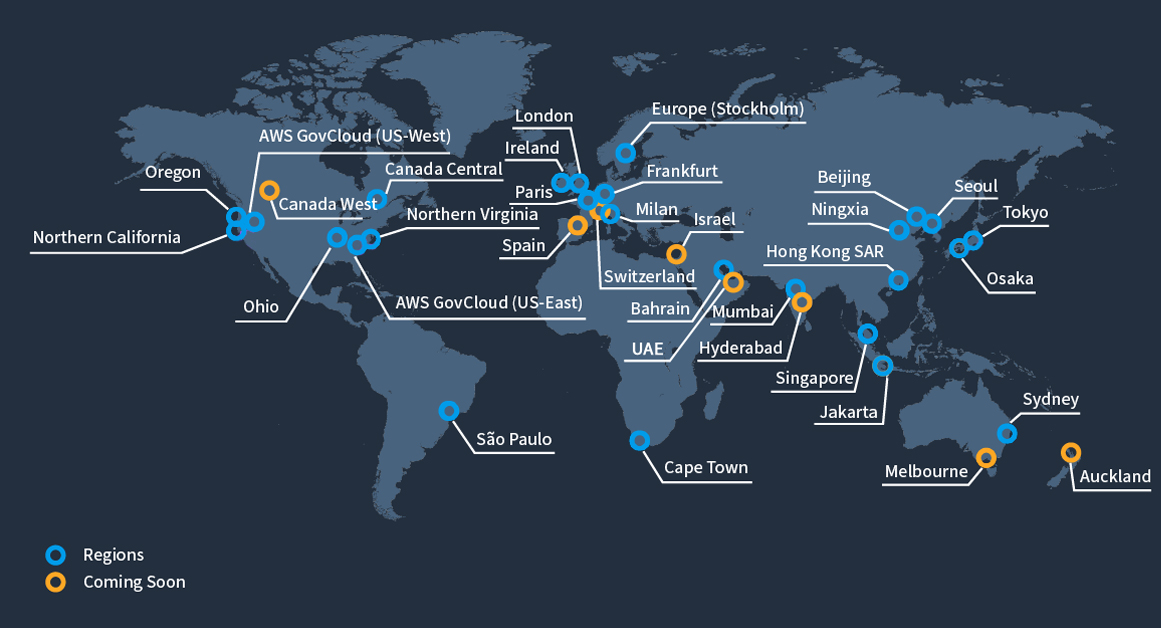 London
Europe (Stockholm)
AWS GovCloud (US-West)
Ireland
Canada Central
Oregon
Frankfurt
Beijing
Seoul
Paris
Canada West
Northern Virginia
Milan
Ningxia
Tokyo
Israel
Northern California
Spain
Hong Kong SAR
Switzerland
Osaka
Ohio
AWS GovCloud (US-East)
Bahrain
Mumbai
UAE
Hyderabad
Singapore
Jakarta
Sydney
São Paulo
Cape Town
Melbourne
Auckland
Regions
Coming Soon